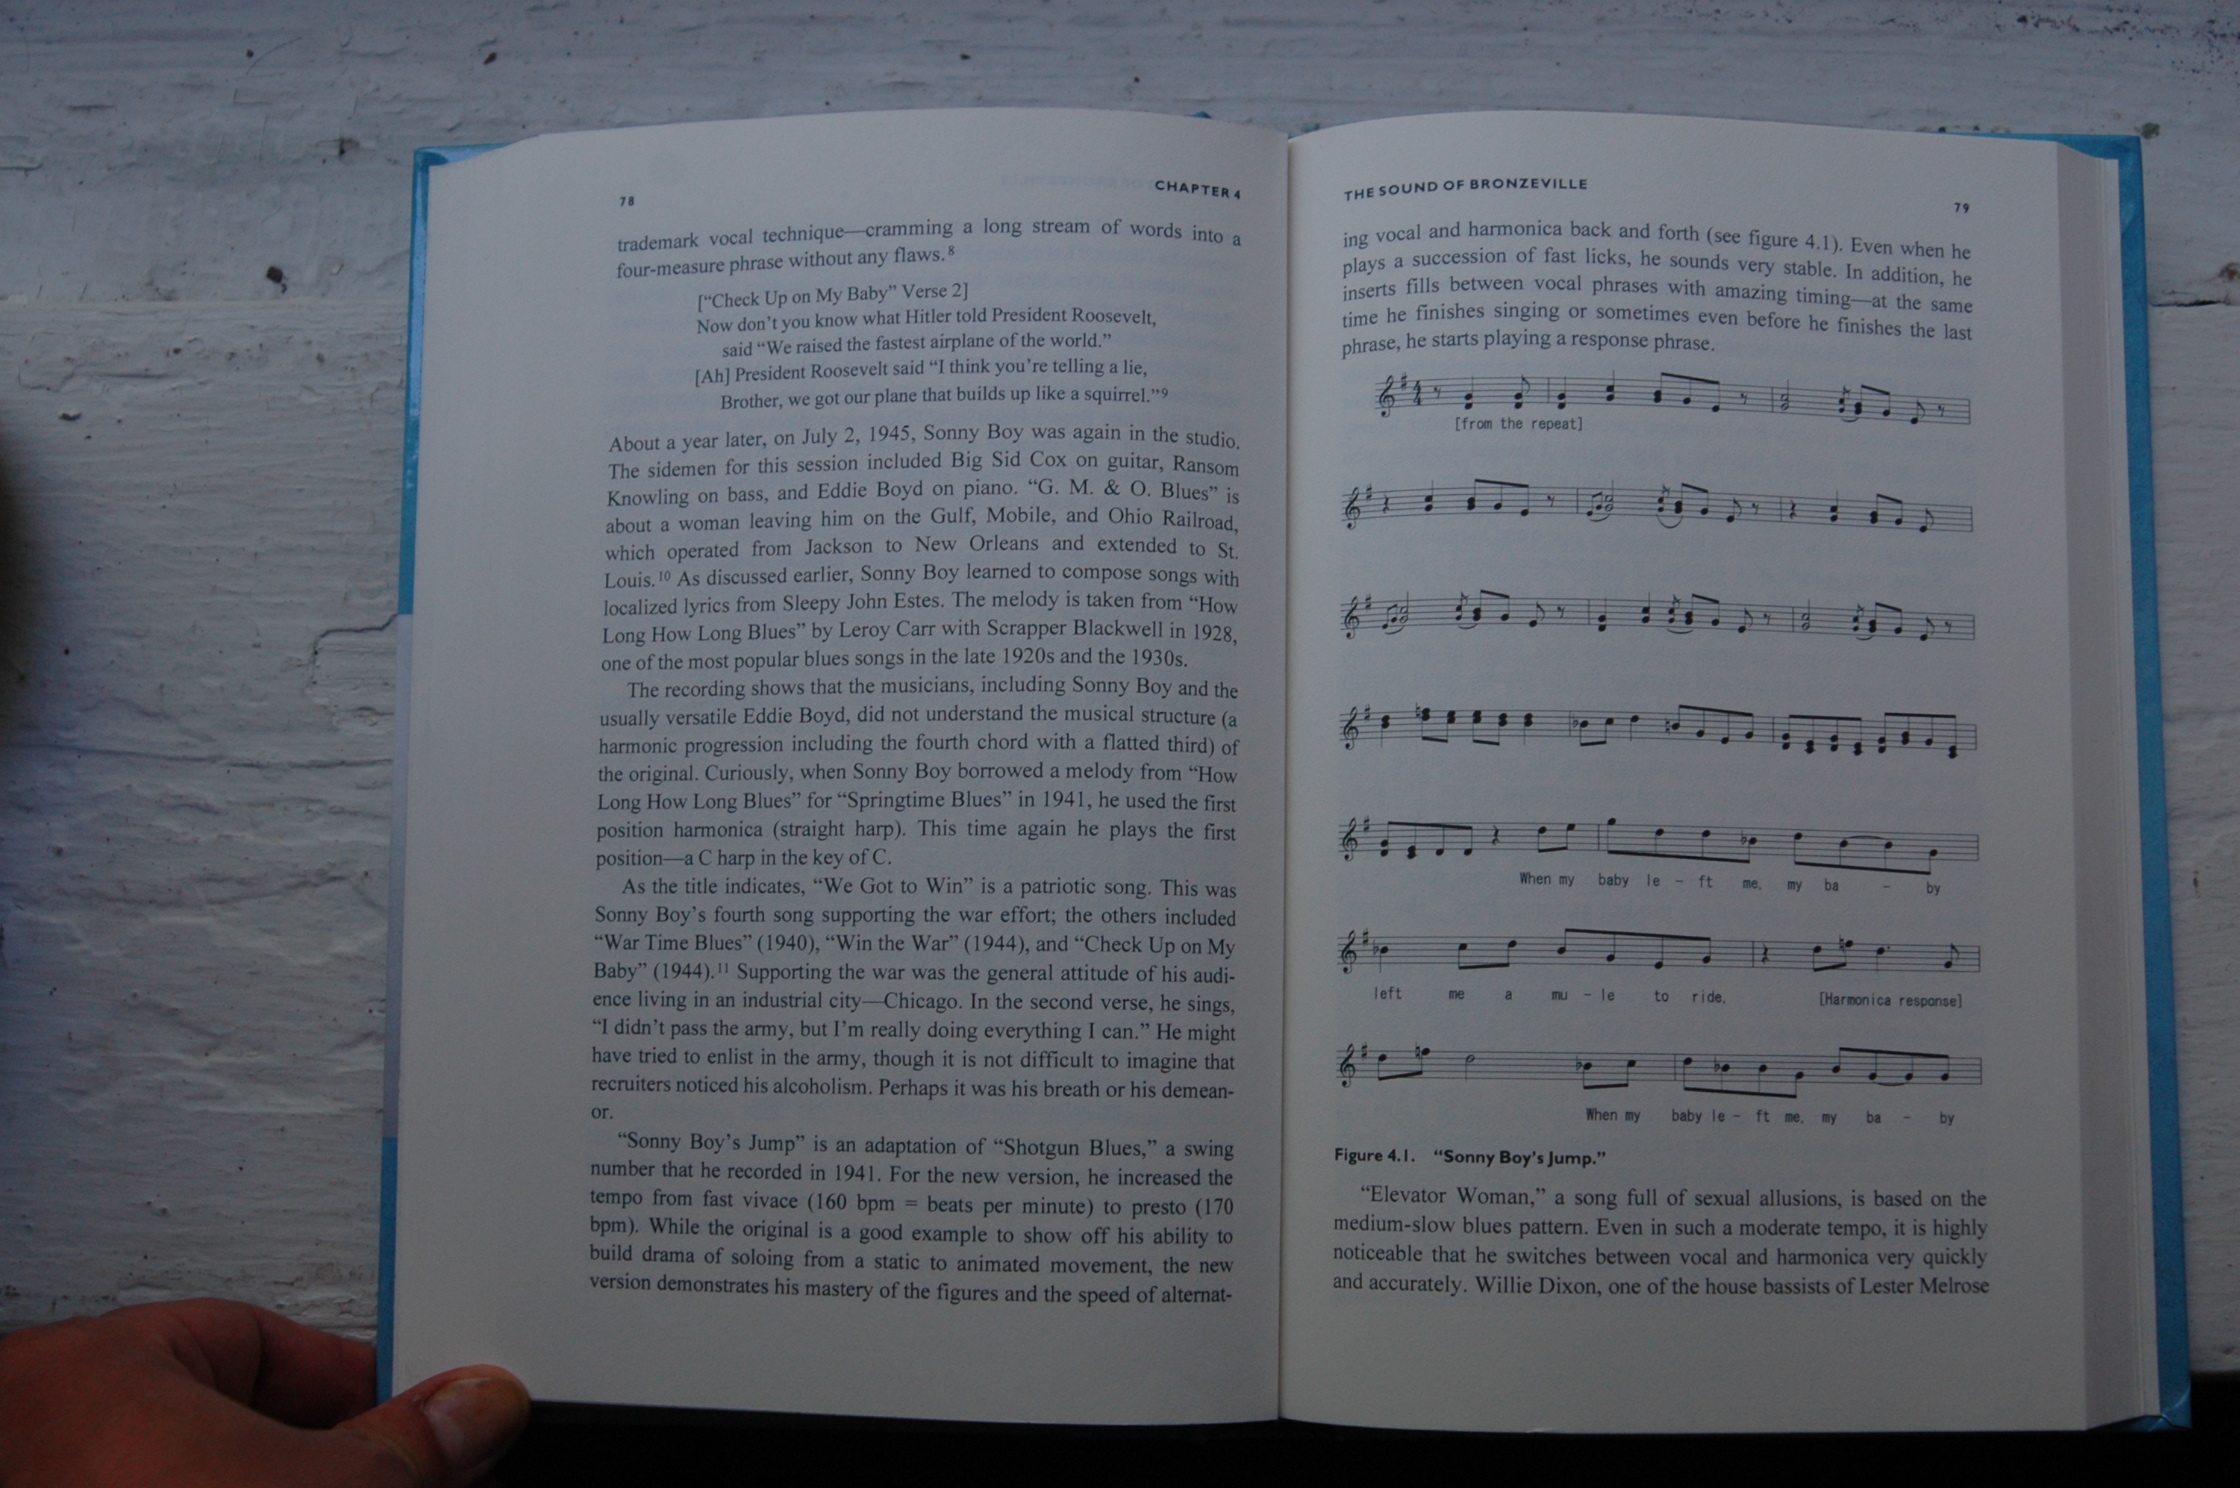 78
CHAPTER 4
trademark vocal technique—cramming a long stream of words into a
four-measure phrase without any flaws.⁸
[“Check Up on My Baby” Verse 2]
Now don’t you know what Hitler told President Roosevelt,
said “We raised the fastest airplane of the world.”
[Ah] President Roosevelt said “I think you’re telling a lie,
Brother, we got our plane that builds up like a squirrel.”⁹
About a year later, on July 2, 1945, Sonny Boy was again in the studio.
The sidemen for this session included Big Sid Cox on guitar, Ransom
Knowling on bass, and Eddie Boyd on piano. “G. M. & O. Blues” is
about a woman leaving him on the Gulf, Mobile, and Ohio Railroad,
which operated from Jackson to New Orleans and extended to St.
Louis.¹⁰ As discussed earlier, Sonny Boy learned to compose songs with
localized lyrics from Sleepy John Estes. The melody is taken from “How
Long How Long Blues” by Leroy Carr with Scrapper Blackwell in 1928,
one of the most popular blues songs in the late 1920s and the 1930s.
The recording shows that the musicians, including Sonny Boy and the
usually versatile Eddie Boyd, did not understand the musical structure (a
harmonic progression including the fourth chord with a flatted third) of
the original. Curiously, when Sonny Boy borrowed a melody from “How
Long How Long Blues” for “Springtime Blues” in 1941, he used the first
position harmonica (straight harp). This time again he plays the first
position—a C harp in the key of C.
As the title indicates, “We Got to Win” is a patriotic song. This was
Sonny Boy’s fourth song supporting the war effort; the others included
“War Time Blues” (1940), “Win the War” (1944), and “Check Up on My
Baby” (1944).¹¹ Supporting the war was the general attitude of his audi-
ence living in an industrial city—Chicago. In the second verse, he sings,
“I didn’t pass the army, but I’m really doing everything I can.” He might
have tried to enlist in the army, though it is not difficult to imagine that
recruiters noticed his alcoholism. Perhaps it was his breath or his demean-
or.
“Sonny Boy’s Jump” is an adaptation of “Shotgun Blues,” a swing
number that he recorded in 1941. For the new version, he increased the
tempo from fast vivace (160 bpm = beats per minute) to presto (170
bpm). While the original is a good example to show off his ability to
build drama of soloing from a static to animated movement, the new
version demonstrates his mastery of the figures and the speed of alternat-
THE SOUND OF BRONZEVILLE
79
ing vocal and harmonica back and forth (see figure 4.1). Even when he
plays a succession of fast licks, he sounds very stable. In addition, he
inserts fills between vocal phrases with amazing timing—at the same
time he finishes singing or sometimes even before he finishes the last
phrase, he starts playing a response phrase.
[from the repeat]
When my baby le - ft me, my ba - by
left me a mu - le to ride, [Harmonica response]
When my baby le - ft me, my ba - by
Figure 4.1. “Sonny Boy’s Jump.”
“Elevator Woman,” a song full of sexual allusions, is based on the
medium-slow blues pattern. Even in such a moderate tempo, it is highly
noticeable that he switches between vocal and harmonica very quickly
and accurately. Willie Dixon, one of the house bassists of Lester Melrose